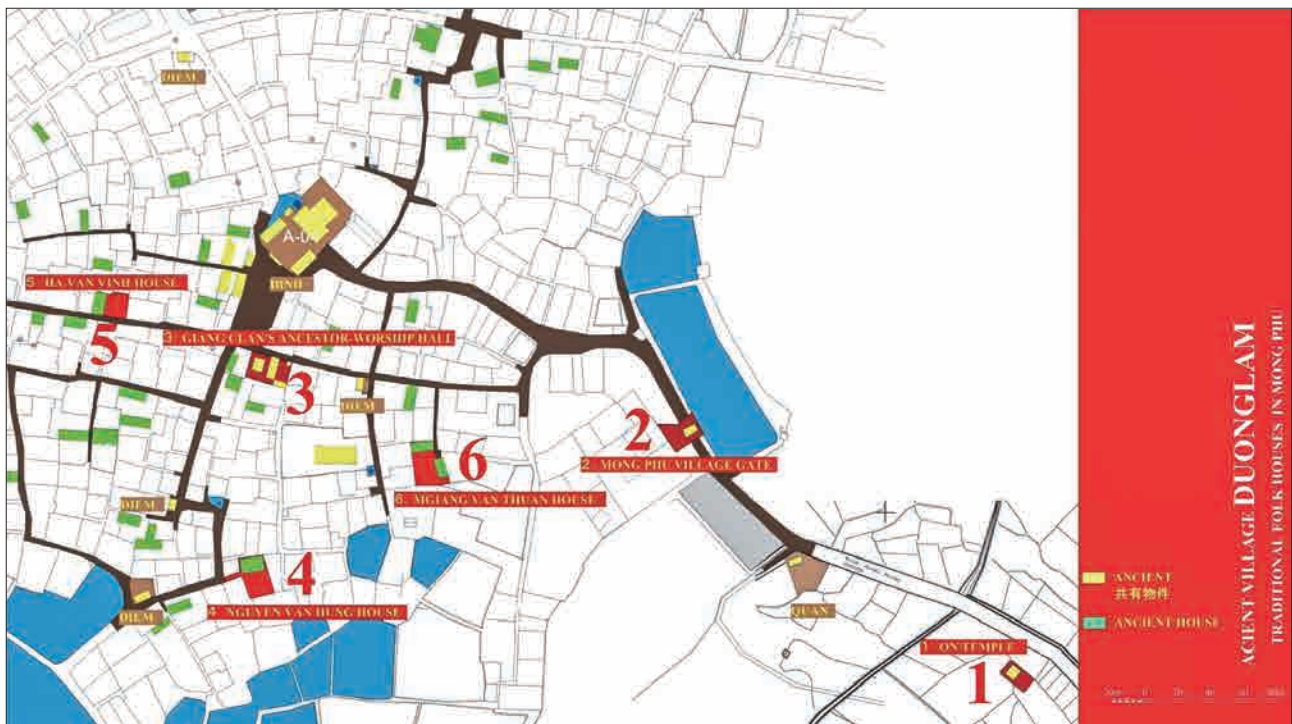 DIEM
A-0
DINH
5 HA VAN VINH HOUSE
5
3 GIANG CLAN'S ANCESTOR-WORSHIP HALL
3
DIEM
2
2 MONG PHU VILLAGE GATE
6
6 MGIANG VAN THUAN HOUSE
DIEM
4
4 NGUYEN VAN HUNG HOUSE
DIEM
QUAN
1 ON TEMPLE
1
ANCIENT
共有物件
ANCIENT HOUSE
ACIENT VILLAGE DUONGLAM
TRADITIONAL FOLK HOUSES IN MONG PHU